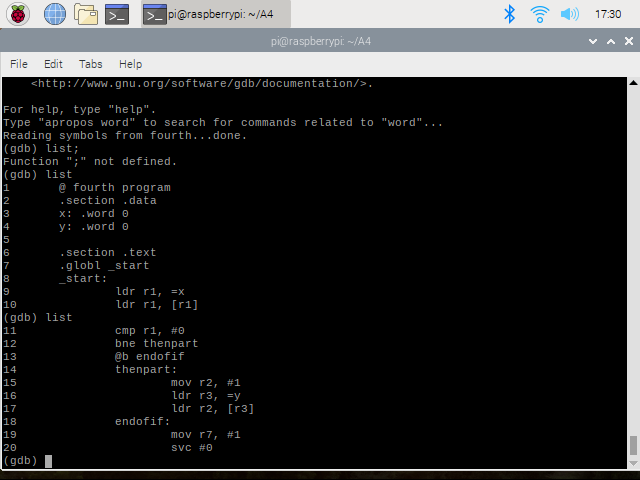 pi@raspberrypi: ~/A4
17:30
pi@raspberrypi: ~/A4
File Edit Tabs Help
<http://www.gnu.org/software/gdb/documentation/>.
For help, type "help".
Type "apropos word" to search for commands related to "word"...
Reading symbols from fourth...done.
(gdb) list;
Function ";" not defined.
(gdb) list
1 @ fourth program
2 .section .data
3 x: .word 0
4 y: .word 0
5
6 .section .text
7 .globl _start
8 _start:
9 ldr r1, =x
10 ldr r1, [r1]
(gdb) list
11 cmp r1, #0
12 bne thenpart
13 @b endofif
14 thenpart:
15 mov r2, #1
16 ldr r3, =y
17 ldr r2, [r3]
18 endofif:
19 mov r7, #1
20 svc #0
(gdb)